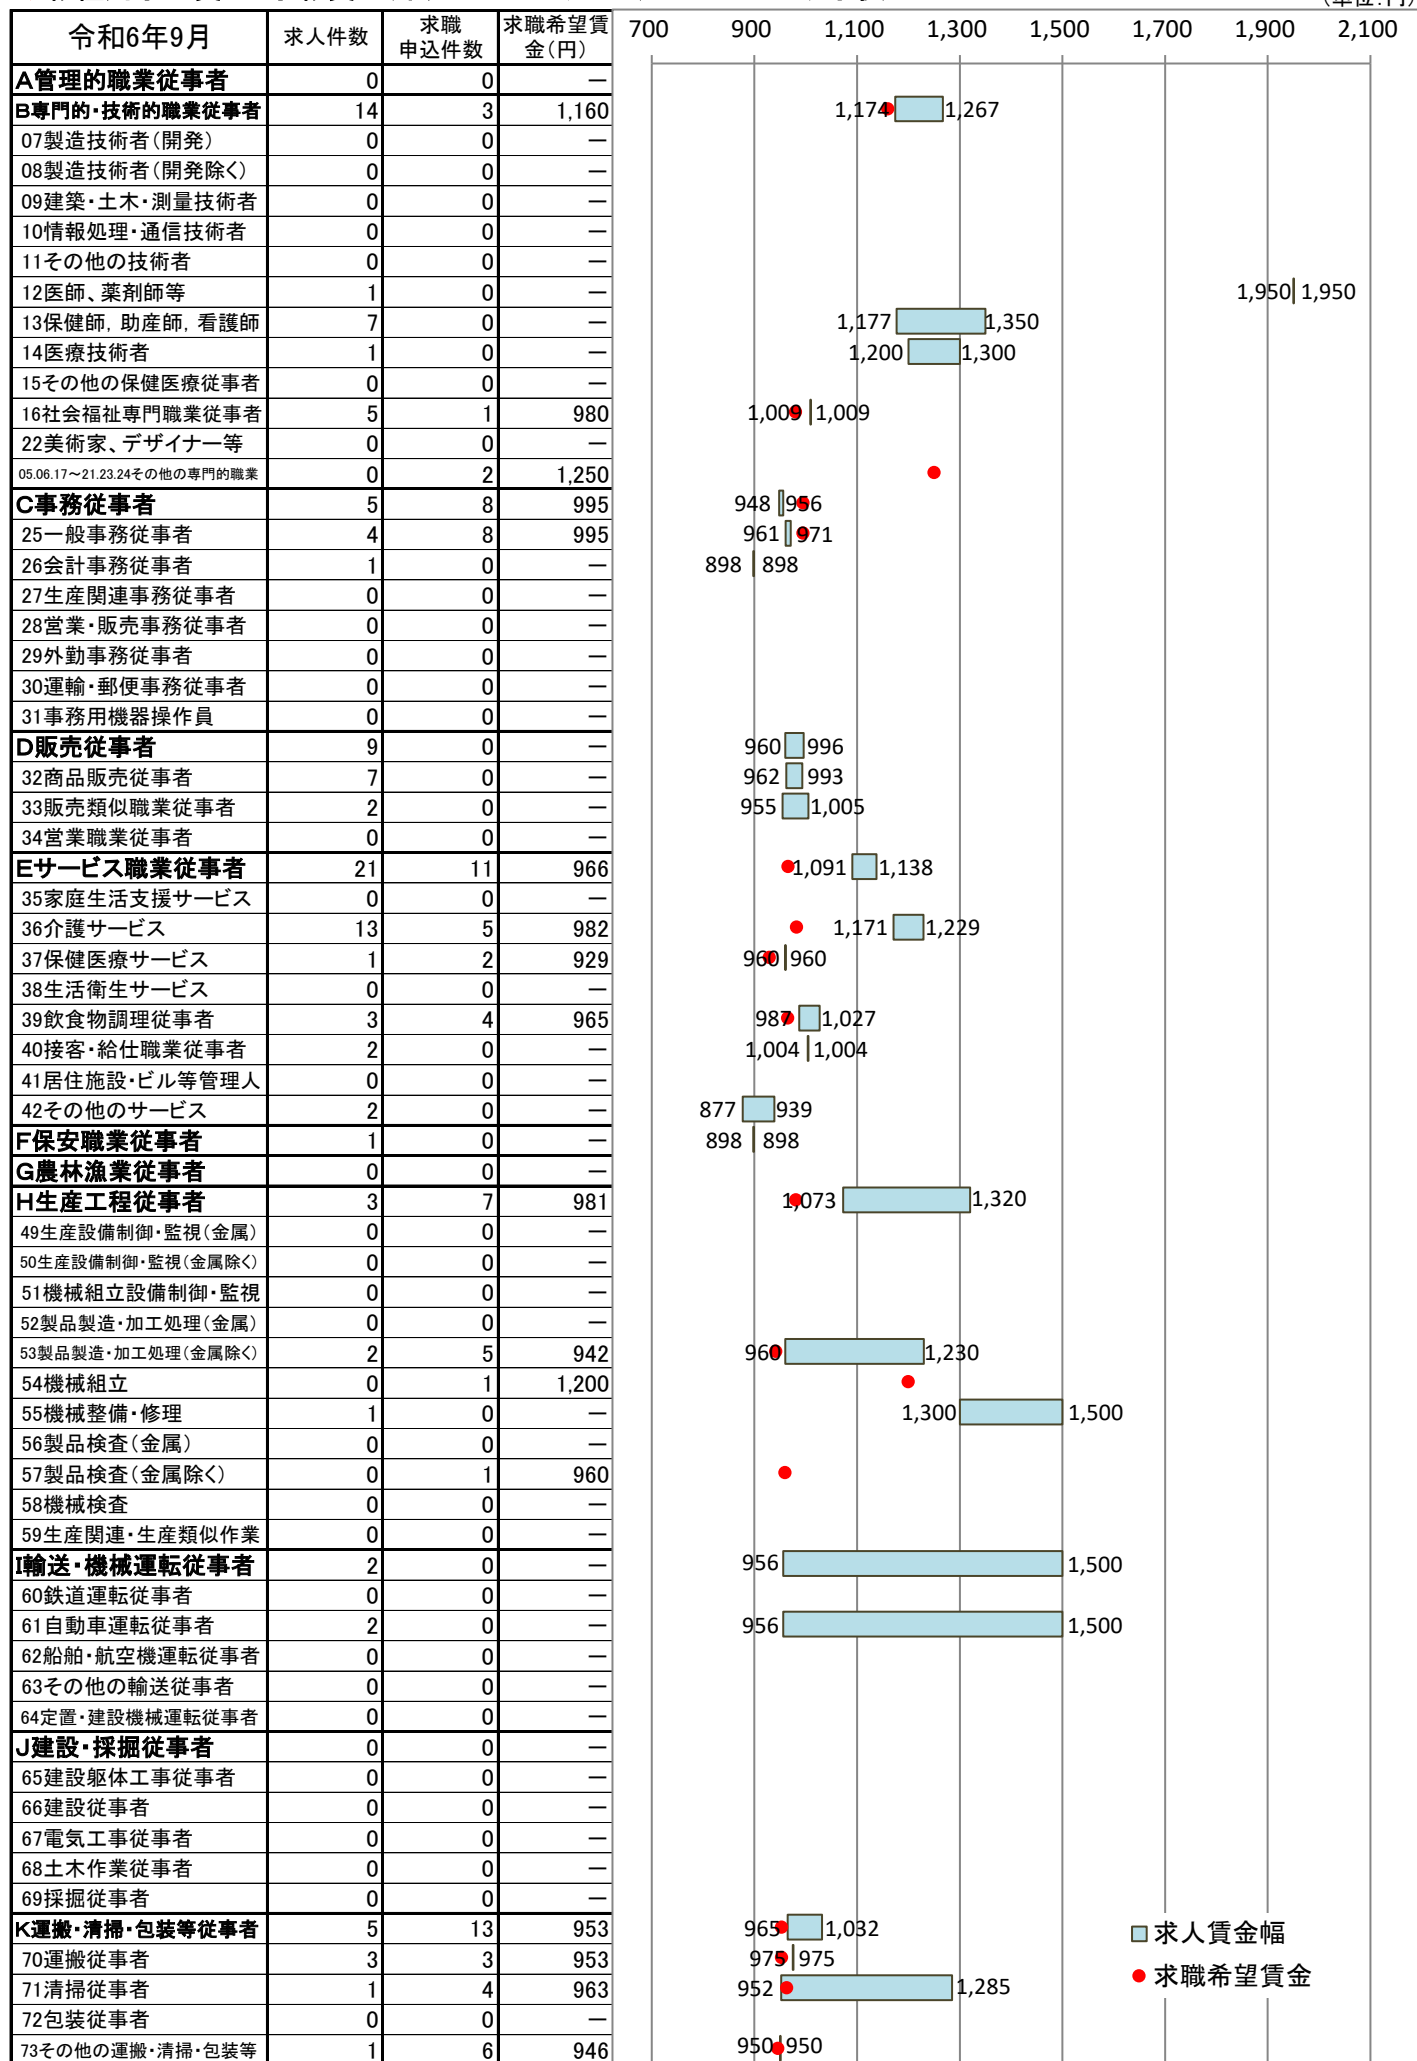 (単位:円)
令和6年9月 求人件数 求職申込件数 求職希望賃金(円) 700 900 1,100 1,300 1,500 1,700 1,900 2,100
A管理的職業従事者 0 0 ―
B専門的・技術的職業従事者 14 3 1,160 1,174 1,267
07製造技術者(開発) 0 0 ―
08製造技術者(開発除く) 0 0 ―
09建築・土木・測量技術者 0 0 ―
10情報処理・通信技術者 0 0 ―
11その他の技術者 0 0 ―
12医師、薬剤師等 1 0 ― 1,950 1,950
13保健師,助産師,看護師 7 0 ― 1,177 1,350
14医療技術者 1 0 ― 1,200 1,300
15その他の保健医療従事者 0 0 ―
16社会福祉専門職業従事者 5 1 980 1,009 1,009
22美術家、デザイナー等 0 0 ―
05.06.17～21.23.24その他の専門的職業 0 2 1,250
C事務従事者 5 8 995 948 956
25一般事務従事者 4 8 995 961 971
26会計事務従事者 1 0 ― 898 898
27生産関連事務従事者 0 0 ―
28営業・販売事務従事者 0 0 ―
29外勤事務従事者 0 0 ―
30運輸・郵便事務従事者 0 0 ―
31事務用機器操作員 0 0 ―
D販売従事者 9 0 ― 960 996
32商品販売従事者 7 0 ― 962 993
33販売類似職業従事者 2 0 ― 955 1,005
34営業職業従事者 0 0 ―
Eサービス職業従事者 21 11 966 1,091 1,138
35家庭生活支援サービス 0 0 ―
36介護サービス 13 5 982 1,171 1,229
37保健医療サービス 1 2 929 960 960
38生活衛生サービス 0 0 ―
39飲食物調理従事者 3 4 965 987 1,027
40接客・給仕職業従事者 2 0 ― 1,004 1,004
41居住施設・ビル等管理人 0 0 ―
42その他のサービス 2 0 ― 877 939
F保安職業従事者 1 0 ― 898 898
G農林漁業従事者 0 0 ―
H生産工程従事者 3 7 981 1,073 1,320
49生産設備制御・監視(金属) 0 0 ―
50生産設備制御・監視(金属除く) 0 0 ―
51機械組立設備制御・監視 0 0 ―
52製品製造・加工処理(金属) 0 0 ―
53製品製造・加工処理(金属除く) 2 5 942 960 1,230
54機械組立 0 1 1,200
55機械整備・修理 1 0 ― 1,300 1,500
56製品検査(金属) 0 0 ―
57製品検査(金属除く) 0 1 960
58機械検査 0 0 ―
59生産関連・生産類似作業 0 0 ―
I輸送・機械運転従事者 2 0 ― 956 1,500
60鉄道運転従事者 0 0 ―
61自動車運転従事者 2 0 ― 956 1,500
62船舶・航空機運転従事者 0 0 ―
63その他の輸送従事者 0 0 ―
64定置・建設機械運転従事者 0 0 ―
J建設・採掘従事者 0 0 ―
65建設躯体工事従事者 0 0 ―
66建設従事者 0 0 ―
67電気工事従事者 0 0 ―
68土木作業従事者 0 0 ―
69採掘従事者 0 0 ―
K運搬・清掃・包装等従事者 5 13 953 965 1,032 求人賃金幅
70運搬従事者 3 3 953 975 975 求職希望賃金
71清掃従事者 1 4 963 952 1,285
72包装従事者 0 0 ―
73その他の運搬・清掃・包装等 1 6 946 950 950